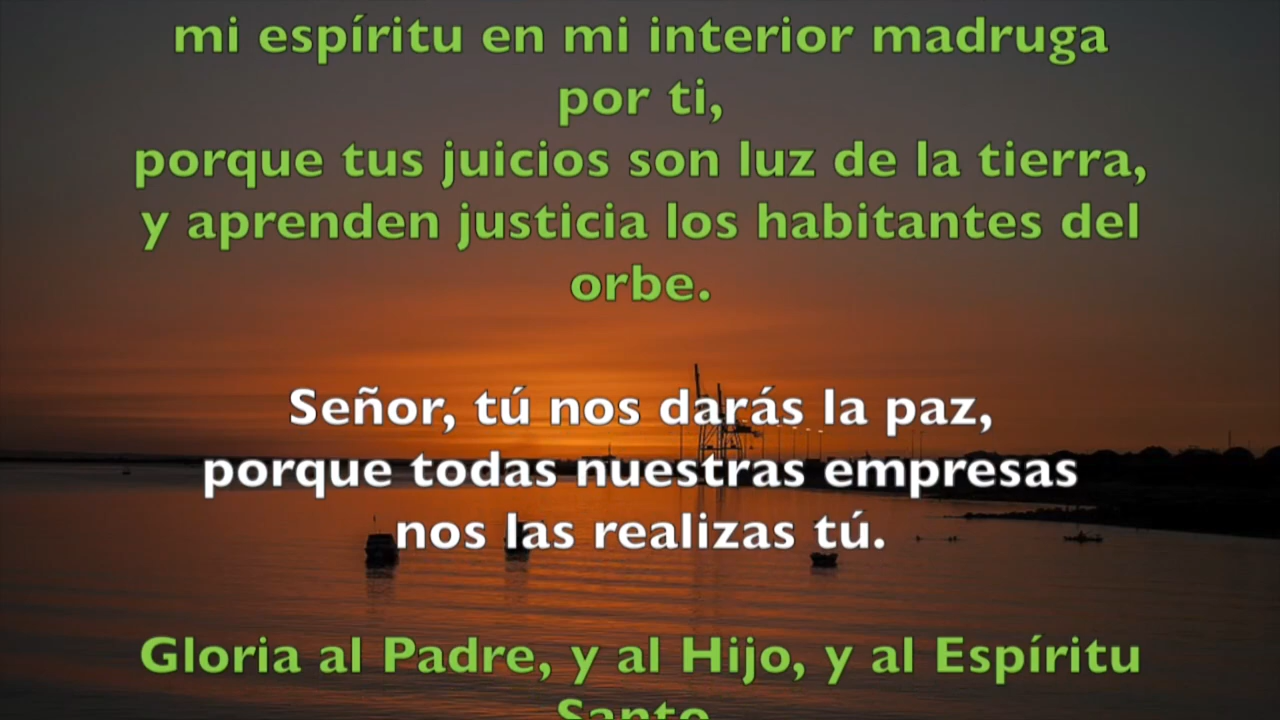 mi espíritu en mi interior madruga
por ti,
porque tus juicios son luz de la tierra,
y aprenden justicia los habitantes del
orbe.
Señor, tú nos darás la paz,
porque todas nuestras empresas
nos las realizas tú.
Gloria al Padre, y al Hijo, y al Espíritu
Santo.